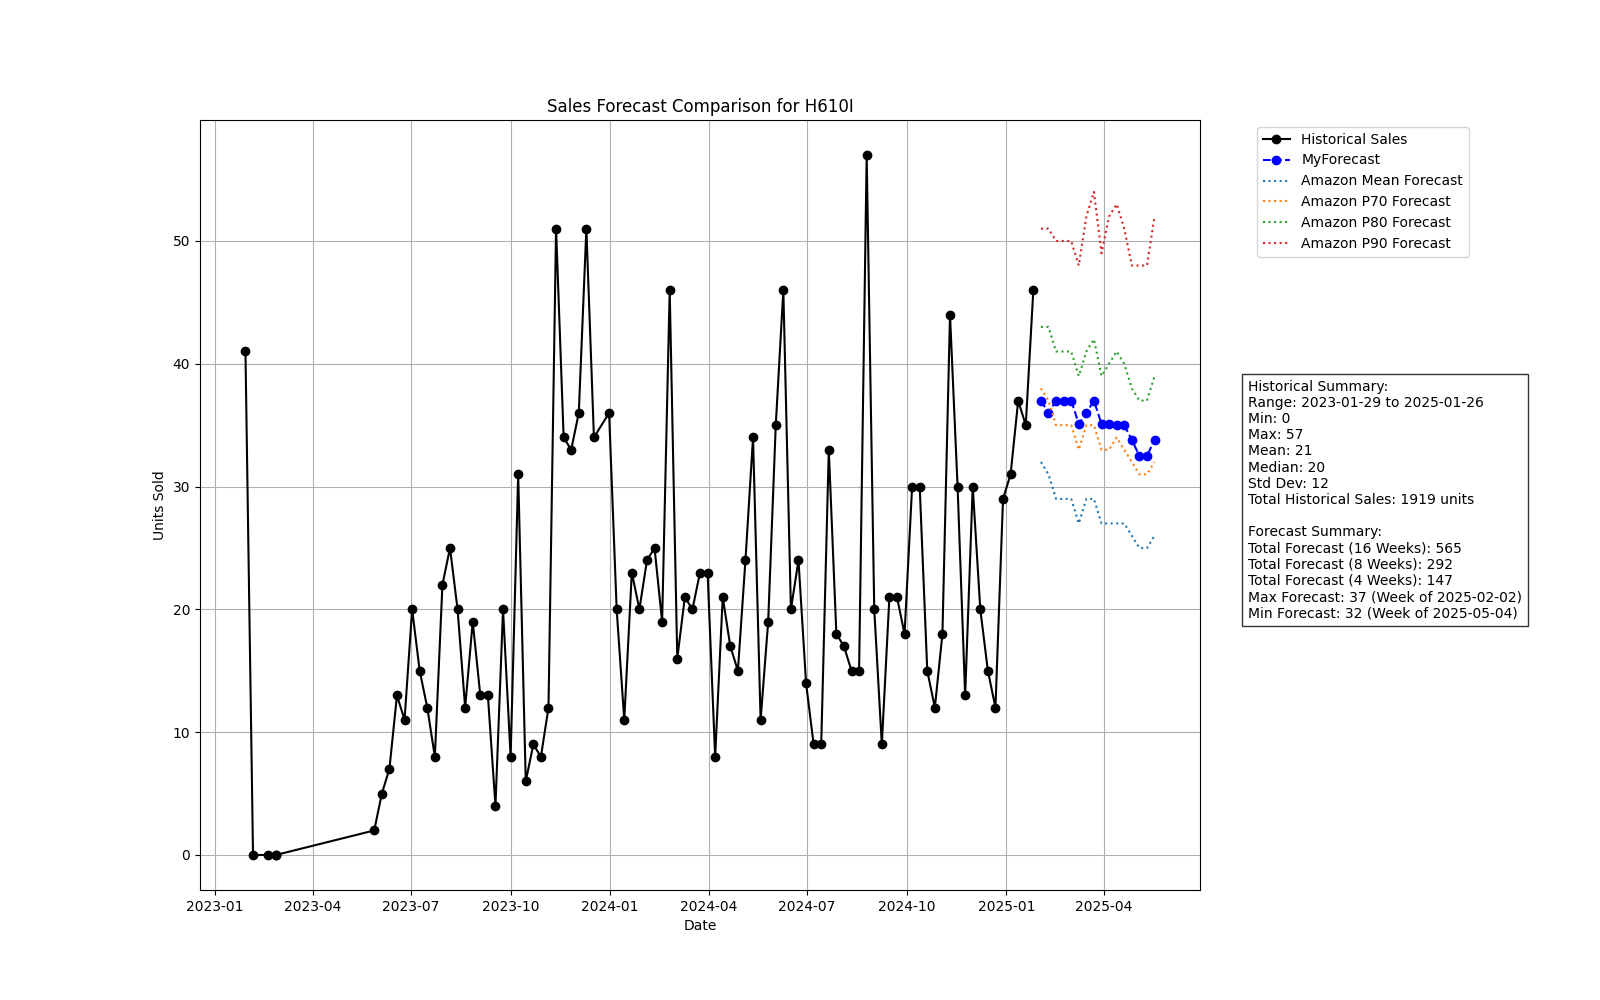 Sales Forecast Comparison for H610I
Historical Sales
MyForecast
Amazon Mean Forecast
Amazon P70 Forecast
Amazon P80 Forecast
Amazon P90 Forecast
Units Sold
50
40
30
20
10
0
Historical Summary:
Range: 2023-01-29 to 2025-01-26
Min: 0
Max: 57
Mean: 21
Median: 20
Std Dev: 12
Total Historical Sales: 1919 units
Forecast Summary:
Total Forecast (16 Weeks): 565
Total Forecast (8 Weeks): 292
Total Forecast (4 Weeks): 147
Max Forecast: 37 (Week of 2025-02-02)
Min Forecast: 32 (Week of 2025-05-04)
2023-01 2023-04 2023-07 2023-10 2024-01 2024-04 2024-07 2024-10 2025-01 2025-04
Date